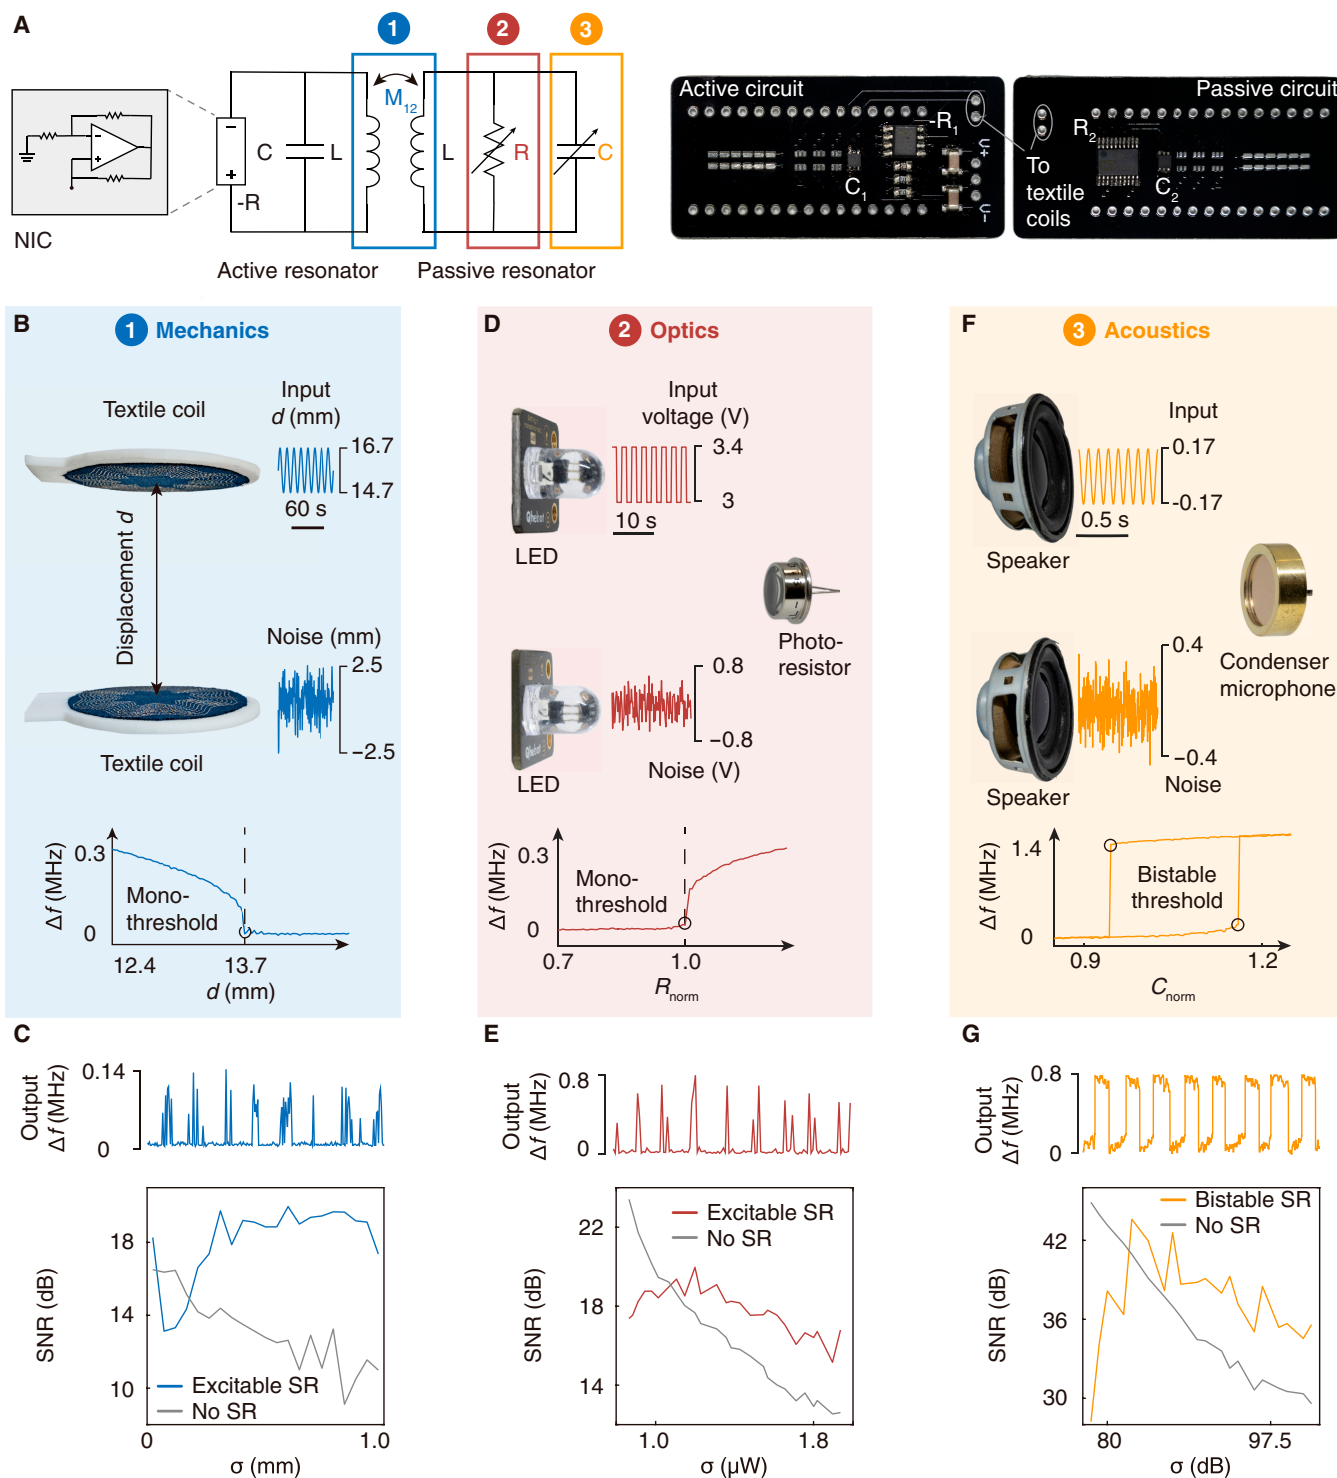 A
1
2
3
M12
C
L
L
R
C
-R
NIC
Active resonator
Passive resonator
Active circuit
-R1
C1
U+
U-
Passive circuit
R2
C2
To
textile
coils
B
1 Mechanics
Textile coil
Input
d (mm)
16.7
14.7
60 s
Displacement d
Noise (mm)
2.5
−2.5
Textile coil
Δf (MHz)
0.3
0
Mono-
threshold
12.4
13.7
d (mm)
C
Output
Δf (MHz)
0.14
0
SNR (dB)
18
14
10
Excitable SR
No SR
0
1.0
σ (mm)
D
2 Optics
Input
voltage (V)
3.4
3
10 s
LED
Photo-
resistor
0.8
−0.8
Noise (V)
LED
Δf (MHz)
0.3
0
Mono-
threshold
0.7
1.0
Rnorm
E
Output
Δf (MHz)
0.8
0
SNR (dB)
22
18
14
Excitable SR
No SR
1.0
1.8
σ (μW)
F
3 Acoustics
Input
0.17
-0.17
0.5 s
Speaker
Condenser
microphone
0.4
−0.4
Noise
Speaker
Δf (MHz)
1.4
0
Bistable
threshold
0.9
1.2
Cnorm
G
Output
Δf (MHz)
0.8
0
SNR (dB)
42
36
30
Bistable SR
No SR
80
97.5
σ (dB)